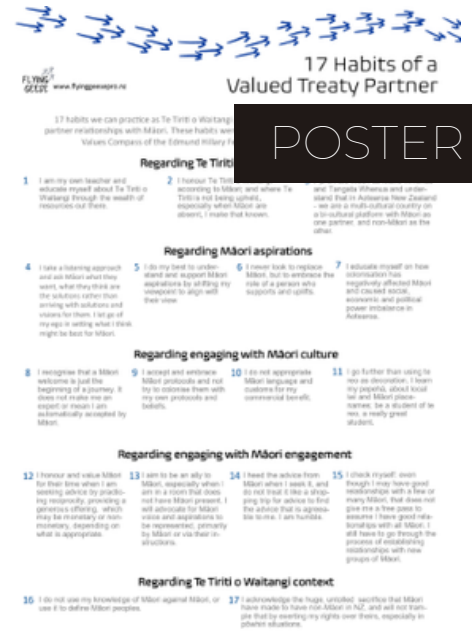 17 Habits of a
Valued Treaty Partner
FLYING
GEESE
www.flyinggeesepro.nz
17 habits we can practice as Te Tiriti o Waitangi
partner relationships with Māori. These habits
Values Compass of the Edmund Hillary
POSTER
Regarding Te Tiriti
1 I am my own teacher and
educate myself about Te Tiriti o
Waitangi through the wealth of
resources out there.
2 I honour Te
according to Māori, and where Te
Tiriti is not being upheld,
especially when Māori are
absent, I make that known.
and Tangata Whenua and under-
stand that in Aotearoa New Zealand
- we are a multi-cultural country on
a bi-cultural platform with Māori as
one partner, and non-Māori as the
other.
Regarding Māori aspirations
4 I take a listening approach
and ask Māori what they
want, what they think are
the solutions rather than
arriving with solutions and
visions for them. I let go of
my ego in setting what I think
might be best for Māori.
5 I do my best to under-
stand and support Māori
aspirations by shifting my
viewpoint to align with
their view.
6 I never look to replace
Māori, but to embrace the
role of a person who
supports and uplifts.
7 I educate myself on how
colonisation has
negatively affected Māori
and caused social,
economic and political
power imbalance in
Aotearoa.
Regarding engaging with Māori culture
8 I recognise that a Māori
welcome is just the
beginning of a journey. It
does not make me an
expert or mean I am
automatically accepted by
Māori.
9 I accept and embrace
Māori protocols and not
try to colonise them with
my own protocols and
beliefs.
10 I do not appropriate
Māori language and
customs for my
commercial benefit.
11 I go further than using te
reo as decoration, I learn
my pepeha, about local
iwi and Māori place-
names; be a student of te
reo, a really great
student.
Regarding engaging with Māori engagement
12 I honour and value Māori
for their time when I am
seeking advice by practic-
ing reciprocity, providing a
generous offering, which
may be monetary or non-
monetary, depending on
what is appropriate.
13 I aim to be an ally to
Māori, especially when I
am in a room that does
not have Māori present. I
will advocate for Māori
voice and aspirations to
be represented, primarily
by Māori or via their in-
structions.
14 I heed the advice from
Māori when I seek it, and
do not treat it like a shop-
ping trip for advice to find
the advice that is agreea-
ble to me. I am humble.
15 I check myself: even
though I may have good
relationships with a few or
many Māori, that does not
give me a free pass to
assume I have good rela-
tionships with all Māori. I
still have to go through the
process of establishing
relationships with new
groups of Māori.
Regarding Te Tiriti o Waitangi context
16 I do not use my knowledge of Māori against Māori, or
use it to define Māori peoples.
17 I acknowledge the huge, untolled sacrifice that Māori
have made to have non-Māori in NZ, and will not tram-
ple that by exerting my rights over theirs, especially in
pōwhiri situations.